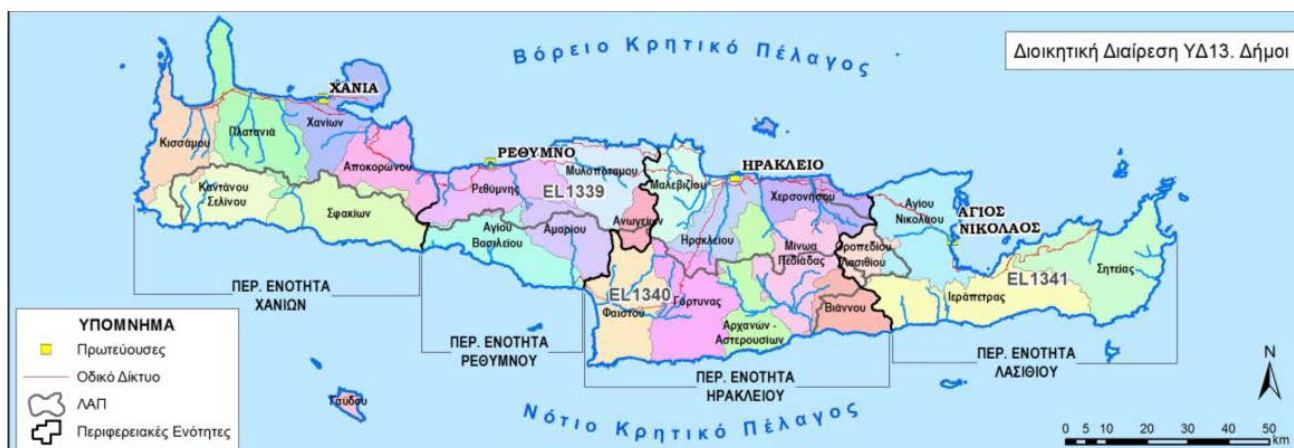 Βόρειο Κρητικό Πέλαγος
Διοικητική Διαίρεση ΥΔ13. Δήμοι
ΧΑΝΙΑ
Κισσάμου
Πλατανιά
Χανίων
Αποκορώνου
Καντάνου
Σελίνου
Σφακίων
ΡΕΘΥΜΝΟ
Ρεθύμνης
EL1339
Μυλοποτάμου
Ανωγείων
Αγίου
Βασιλείου
Αμαρίου
ΗΡΑΚΛΕΙΟ
Μαλεβιζίου
Ηρακλείου
Χερσονήσου
Μινώα
Πεδιάδας
EL1340
Φαιστού
Γόρτυνας
Αρχανών -
Αστερουσίων
Βιάννου
Αγίου
Νικολάου
ΑΓΙΟΣ
ΝΙΚΟΛΑΟΣ
Οροπεδίου
Λασιθίου
Ιεράπετρας
EL1341
Σητείας
ΠΕΡ. ΕΝΟΤΗΤΑ
ΧΑΝΙΩΝ
ΠΕΡ. ΕΝΟΤΗΤΑ
ΡΕΘΥΜΝΟΥ
ΠΕΡ. ΕΝΟΤΗΤΑ
ΗΡΑΚΛΕΙΟΥ
ΠΕΡ. ΕΝΟΤΗΤΑ
ΛΑΣΙΘΙΟΥ
Γαύδου
Νότιο Κρητικό Πέλαγος
ΥΠΟΜΝΗΜΑ
Πρωτεύουσες
Οδικό Δίκτυο
ΛΑΠ
Περιφερειακές Ενότητες
N
0 5 10 20 30 40 50
km